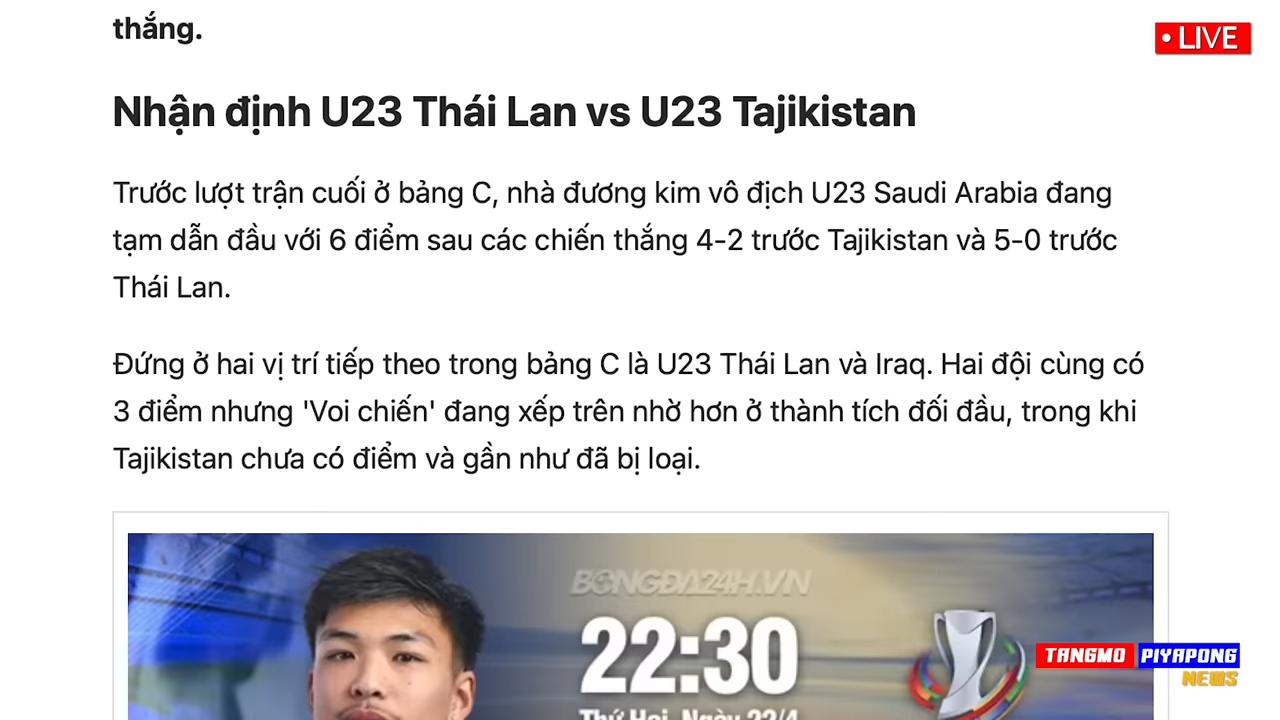 thắng.
• LIVE
Nhận định U23 Thái Lan vs U23 Tajikistan
Trước lượt trận cuối ở bảng C, nhà đương kim vô địch U23 Saudi Arabia đang
tạm dẫn đầu với 6 điểm sau các chiến thắng 4-2 trước Tajikistan và 5-0 trước
Thái Lan.
Đứng ở hai vị trí tiếp theo trong bảng C là U23 Thái Lan và Iraq. Hai đội cùng có
3 điểm nhưng 'Voi chiến' đang xếp trên nhờ hơn ở thành tích đối đầu, trong khi
Tajikistan chưa có điểm và gần như đã bị loại.
BONGDA24H.VN
22:30
Thứ Hai, Ngày 22/4
TANGMO PIYAPONG
NEWS